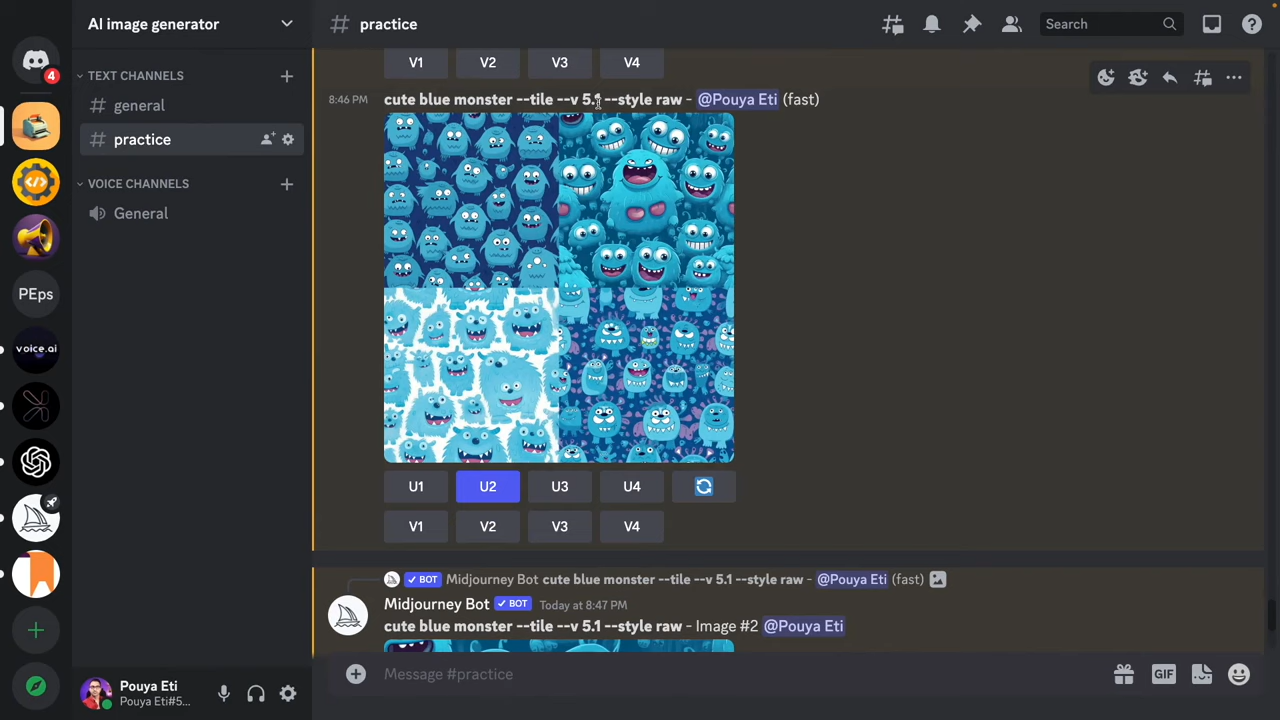 AI image generator
practice
Search
4
TEXT CHANNELS
general
practice
VOICE CHANNELS
General
PEps
voice.ai
V1 V2 V3 V4
8:46 PM cute blue monster --tile --v 5.1 --style raw - @Pouya Eti (fast)
U1 U2 U3 U4
V1 V2 V3 V4
BOT Midjourney Bot cute blue monster --tile --v 5.1 --style raw - @Pouya Eti (fast)
Midjourney Bot BOT Today at 8:47 PM
cute blue monster --tile --v 5.1 --style raw - Image #2 @Pouya Eti
Message #practice
GIF
Pouya Eti
Pouya Eti#5...